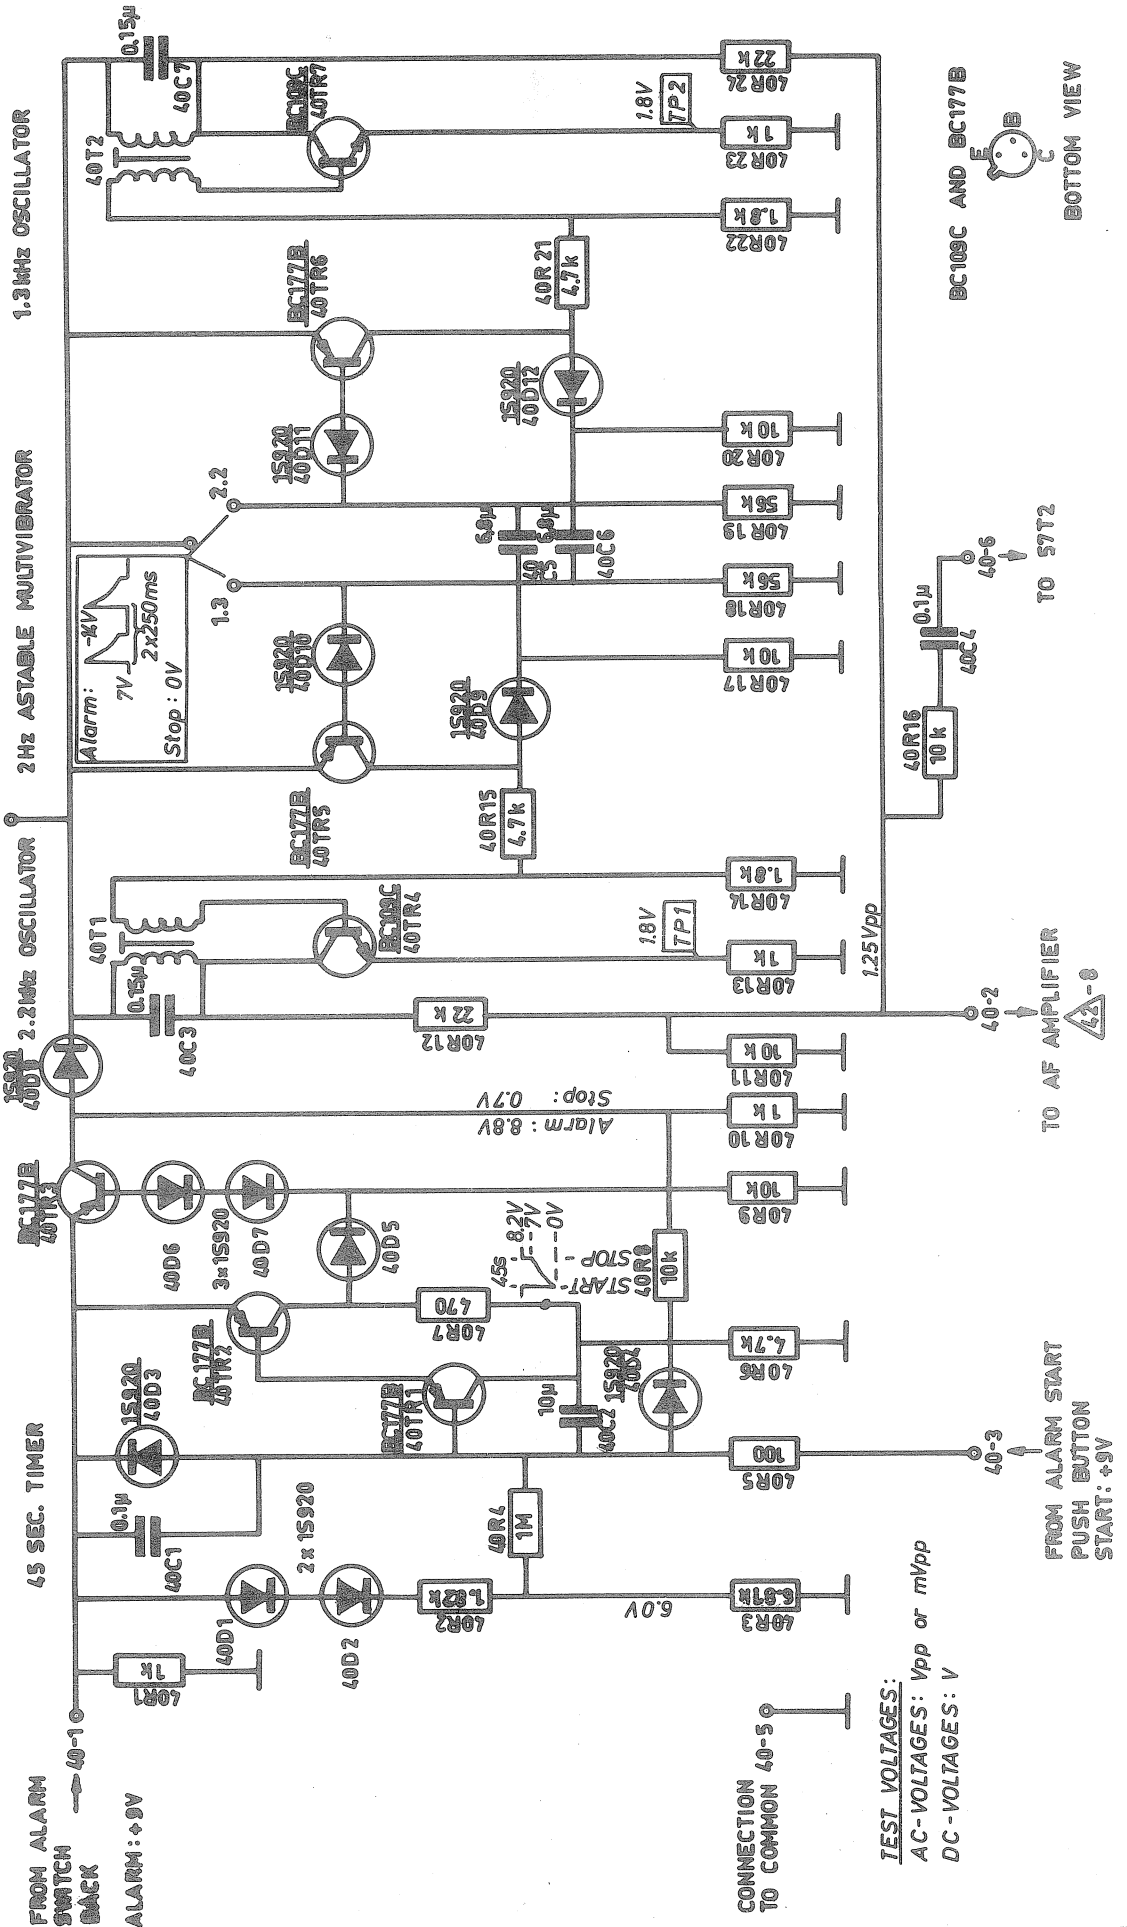 45 SEC. TIMER
2.2kHz OSCILLATOR
2Hz ASTABLE MULTIVIBRATOR
1.3kHz OSCILLATOR
FROM ALARM
SWITCH
BACK
40-1
ALARM: +9V
40R1
1k
40D1
40D2
2x1S920
40R2
1.82k
6.0V
40R3
6.81k
40C1
0.1µ
1S920
40D3
40R4
1M
40R5
100
40-3
FROM ALARM START
PUSH BUTTON
START: +9V
BC177B
40TR1
BC177B
40TR2
10µ
40C2
1S920
40D4
40R6
4.7k
40R7
470
45s
8.2V
7V
0V
START
STOP
40R8
10k
40D5
40D6
3x1S920
40D7
BC177B
40TR3
40R9
10k
40R10
1k
Alarm: 8.8V
Stop: 0.7V
1S920
40D8
40R11
10k
40R12
22k
40C3
0.15µ
40T1
BC109C
40TR4
1.8V
TP1
40R13
1k
40R14
1.8k
40R15
4.7k
BC177B
40TR5
1S920
40D9
1S920
40D10
Alarm:
-14V
7V
2x250ms
Stop: 0V
1.3
2.2
40R17
10k
40R18
56k
40C5
6.8µ
40C6
6.8µ
40R19
56k
40R20
10k
1S920
40D11
1S920
40D12
BC177B
40TR6
40R21
4.7k
40R22
1.8k
40T2
BC109C
40TR7
40C7
0.15µ
1.8V
TP2
40R23
1k
40R24
22k
1.25Vpp
40-2
TO AF AMPLIFIER
42-8
40R16
10k
40C4
0.1µ
40-6
TO 57T2
BC109C AND BC177B
E
B
C
BOTTOM VIEW
CONNECTION
TO COMMON 40-5
TEST VOLTAGES:
AC-VOLTAGES: Vpp or mVpp
DC-VOLTAGES: V